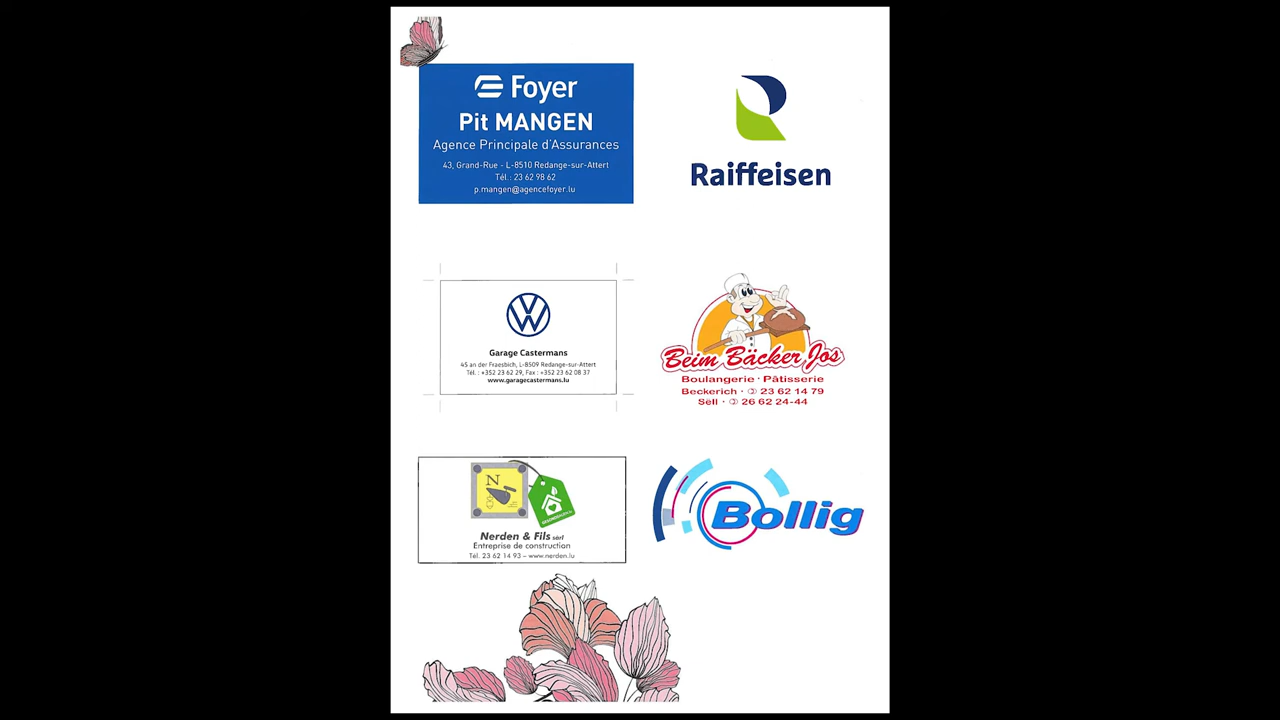 Foyer
Pit MANGEN
Agence Principale d'Assurances
43, Grand-Rue - L-8510 Redange-sur-Attert
Tél.: 23 62 98 62
p.mangen@agencefoyer.lu
Raiffeisen
Garage Castermans
45 an der Fraesbich, L-8509 Redange-sur-Attert
Tél. : +352 23 62 62 29, Fax : +352 23 62 08 37
www.garagecastermans.lu
Beim Bäcker Jos
Boulangerie · Pâtisserie
Beckerich · 23 62 14 79
Sëll · 26 62 24-44
N
Nerden & Fils sàrl
Entreprise de construction
Tél. 23 62 14 93 – www.nerden.lu
Bollig